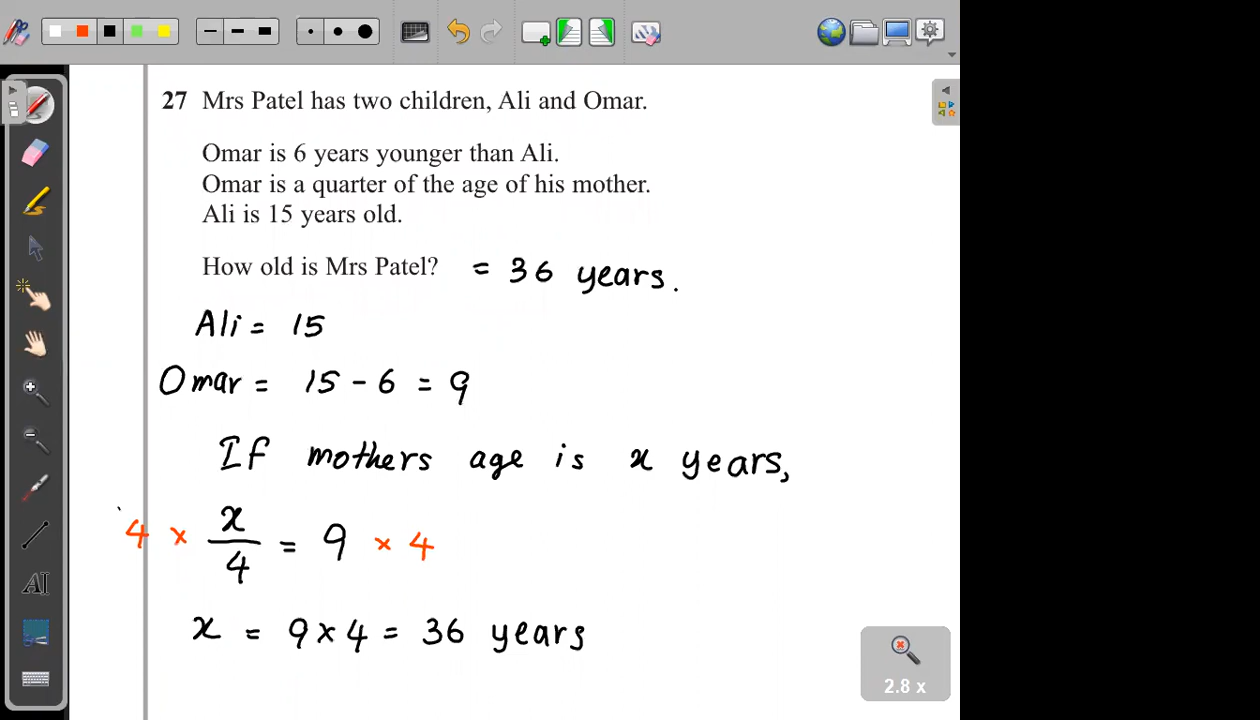 27 Mrs Patel has two children, Ali and Omar.
Omar is 6 years younger than Ali.
Omar is a quarter of the age of his mother.
Ali is 15 years old.
How old is Mrs Patel? = 36 years.
Ali = 15
Omar = 15 - 6 = 9
If mothers age is x years,
4 × x/4 = 9 × 4
x = 9 × 4 = 36 years
AI
2.8 x